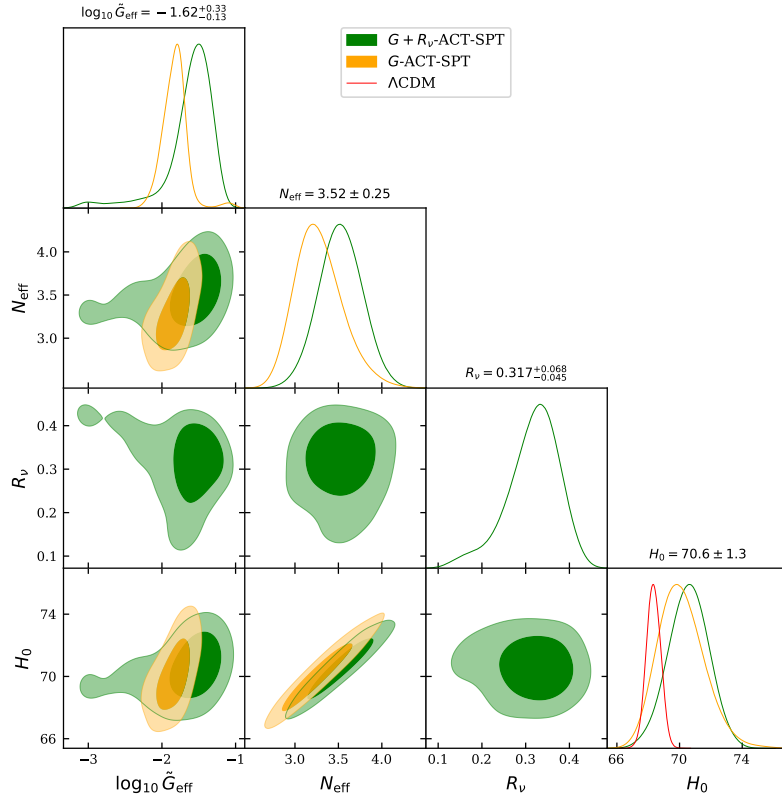 log₁₀ G̃eff = −1.62+0.33−0.13
G + Rν-ACT-SPT
G-ACT-SPT
ΛCDM
Neff = 3.52 ± 0.25
4.0
3.5
3.0
Neff
Rν = 0.317+0.068−0.045
0.4
0.3
0.2
0.1
Rν
H₀ = 70.6 ± 1.3
74
70
66
H₀
−3 −2 −1
3.0 3.5 4.0
0.1 0.2 0.3 0.4
66 70 74
log₁₀ G̃eff
Neff
Rν
H₀